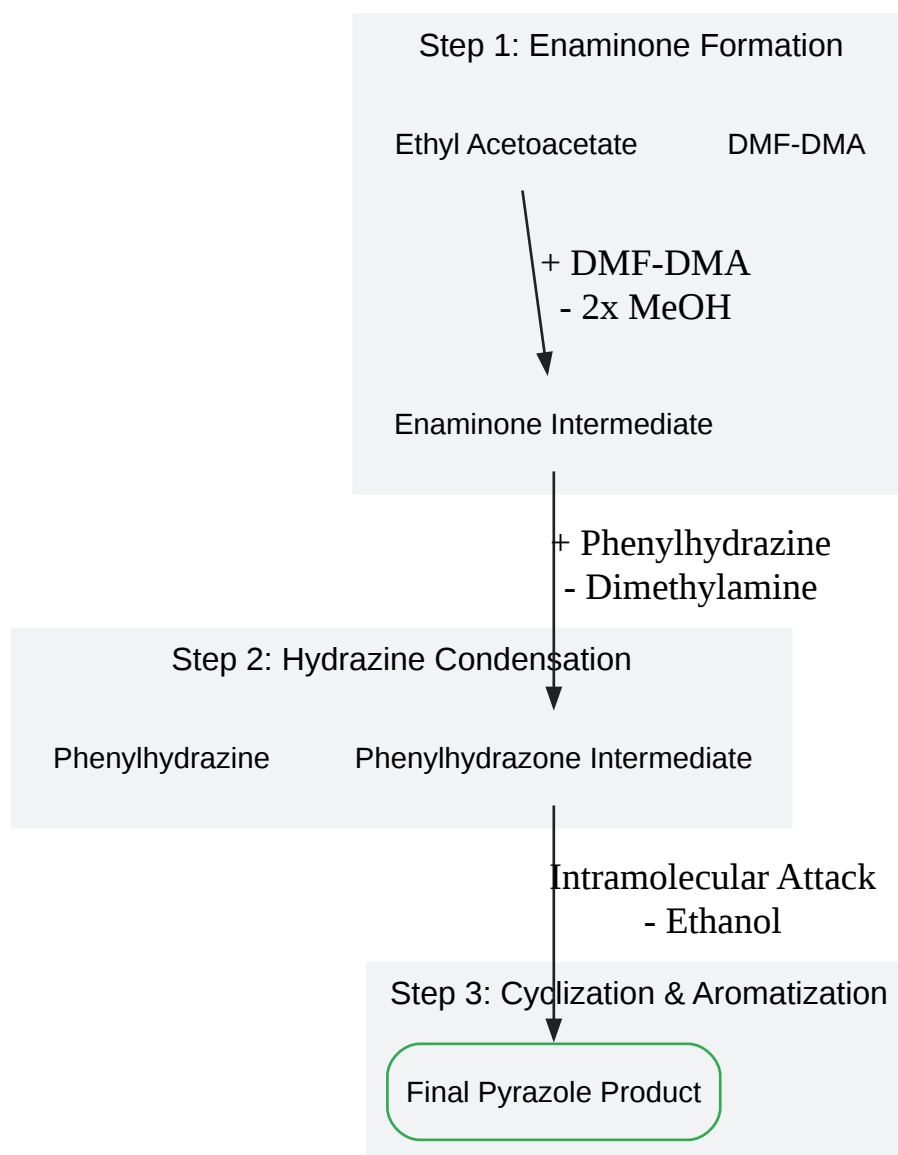 Step 1: Enaminone Formation
Ethyl Acetoacetate
DMF-DMA
+ DMF-DMA
- 2x MeOH
Enaminone Intermediate
+ Phenylhydrazine
- Dimethylamine
Step 2: Hydrazine Condensation
Phenylhydrazine
Phenylhydrazone Intermediate
Intramolecular Attack
- Ethanol
Step 3: Cyclization & Aromatization
Final Pyrazole Product